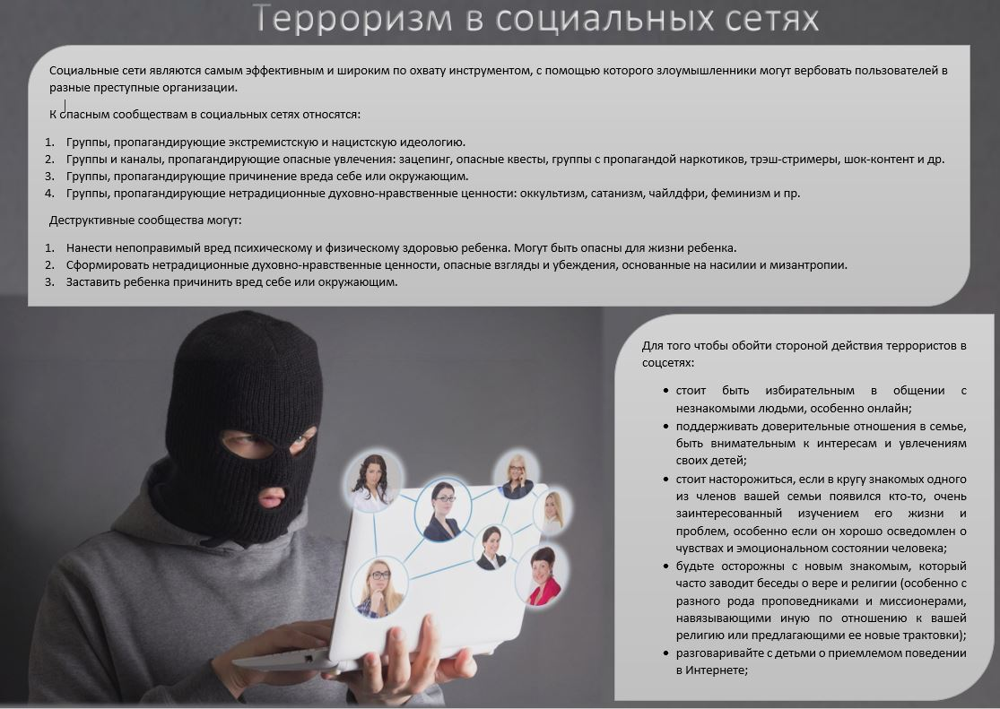 Терроризм в социальных сетях
Социальные сети являются самым эффективным и широким по охвату инструментом, с помощью которого злоумышленники могут вербовать пользователей в
разные преступные организации.
К опасным сообществам в социальных сетях относятся:
1. Группы, пропагандирующие экстремистскую и нацистскую идеологию.
2. Группы и каналы, пропагандирующие опасные увлечения: зацепинг, опасные квесты, группы с пропагандой наркотиков, трэш-стримеры, шок-контент и др.
3. Группы, пропагандирующие причинение вреда себе или окружающим.
4. Группы, пропагандирующие нетрадиционные духовно-нравственные ценности: оккультизм, сатанизм, чайлдфри, феминизм и пр.
Деструктивные сообщества могут:
1. Нанести непоправимый вред психическому и физическому здоровью ребенка. Могут быть опасны для жизни ребенка.
2. Сформировать нетрадиционные духовно-нравственные ценности, опасные взгляды и убеждения, основанные на насилии и мизантропии.
3. Заставить ребенка причинить вред себе или окружающим.
Для того чтобы обойти стороной действия террористов в
соцсетях:
• стоит быть избирательным в общении с
незнакомыми людьми, особенно онлайн;
• поддерживать доверительные отношения в семье,
быть внимательным к интересам и увлечениям
своих детей;
• стоит насторожиться, если в кругу знакомых одного
из членов вашей семьи появился кто-то, очень
заинтересованный изучением его жизни и
проблем, особенно если он хорошо осведомлен о
чувствах и эмоциональном состоянии человека;
• будьте осторожны с новым знакомым, который
часто заводит беседы о вере и религии (особенно с
разного рода проповедниками и миссионерами,
навязывающими иную по отношению к вашей
религию или предлагающими ее новые трактовки);
• разговаривайте с детьми о приемлемом поведении
в Интернете;